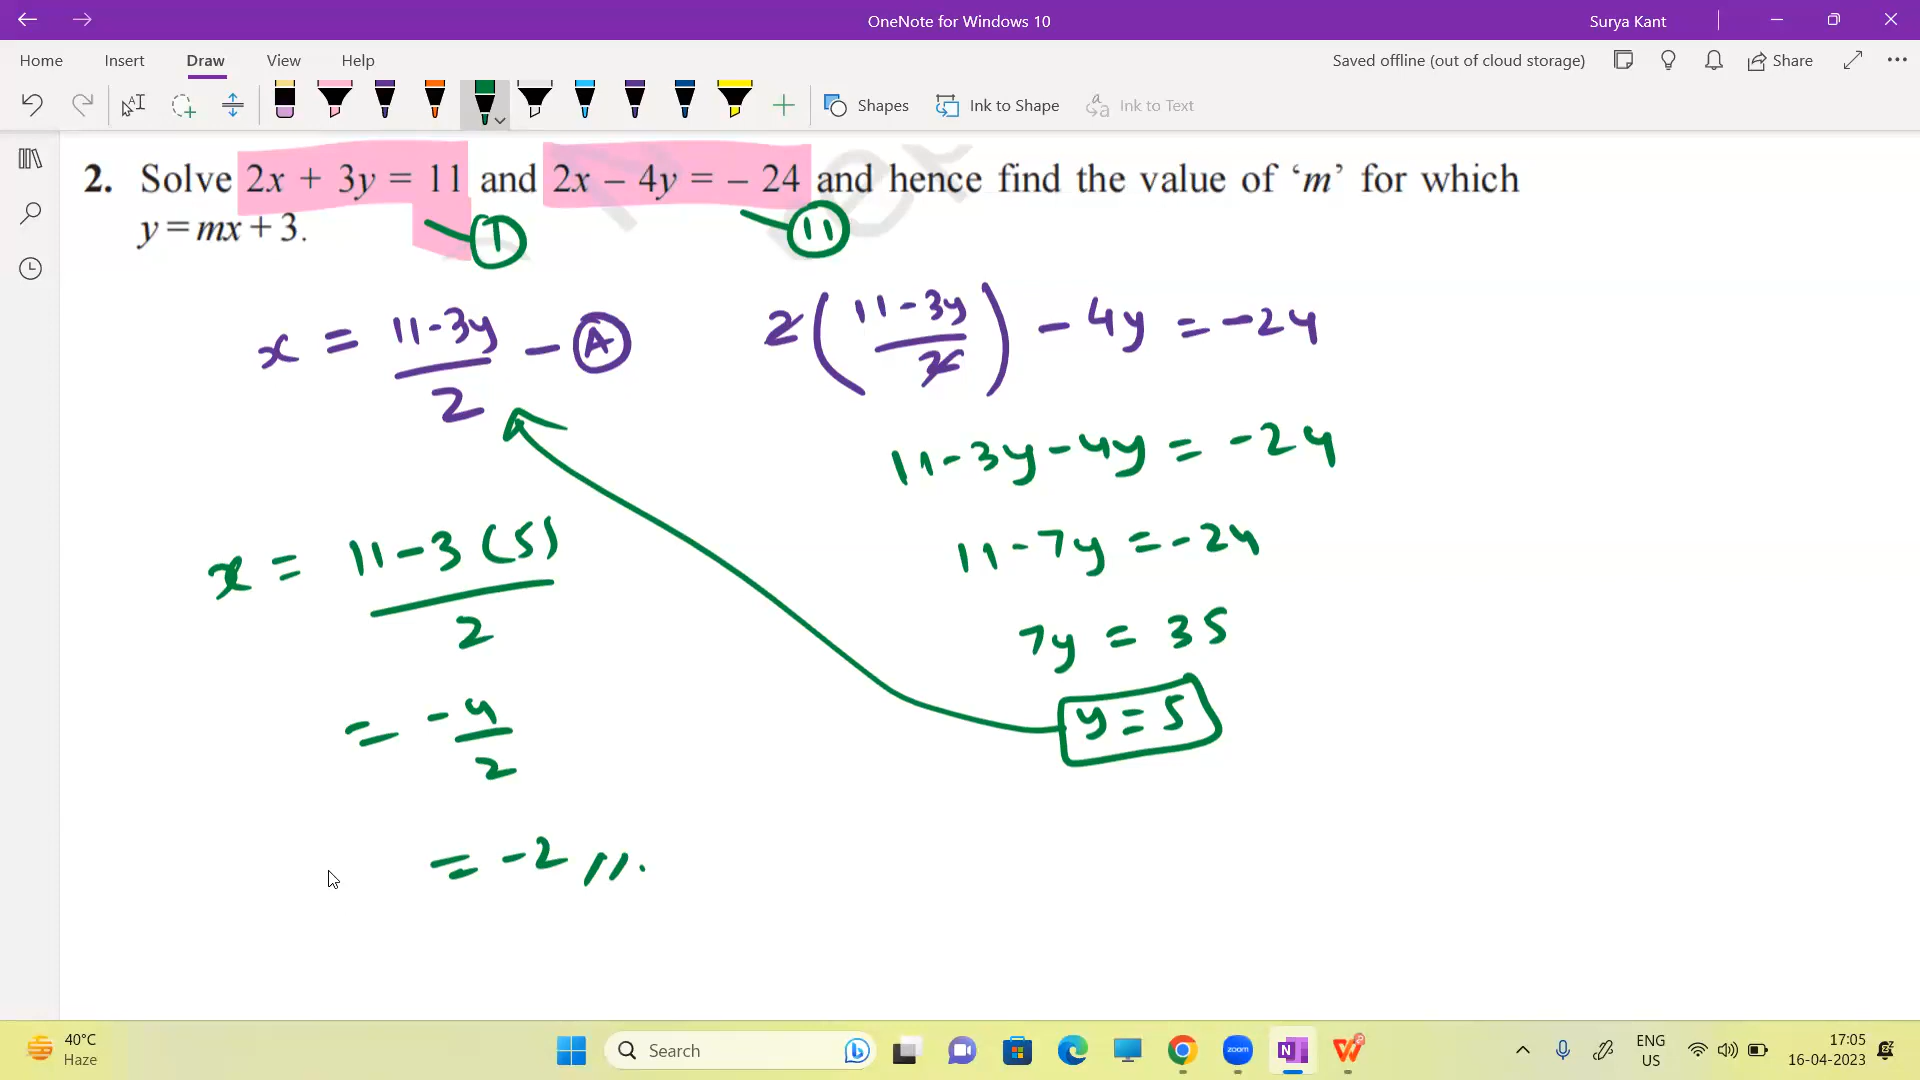 OneNote for Windows 10
Surya Kant
Home Insert Draw View Help
Saved offline (out of cloud storage)
Share
Shapes
Ink to Shape
Ink to Text
2. Solve 2x + 3y = 11 and 2x – 4y = – 24 and hence find the value of ‘m’ for which
y = mx + 3.
I
11
x = 11-3y/2 - A
2(11-3y/2) - 4y = -24
11-3y-4y = -24
11-7y = -24
7y = 35
y = 5
x = 11-3(5)/2
= -4/2
= -2 //.
40°C
Haze
Search
zoom
N
W
ENG
US
17:05
16-04-2023